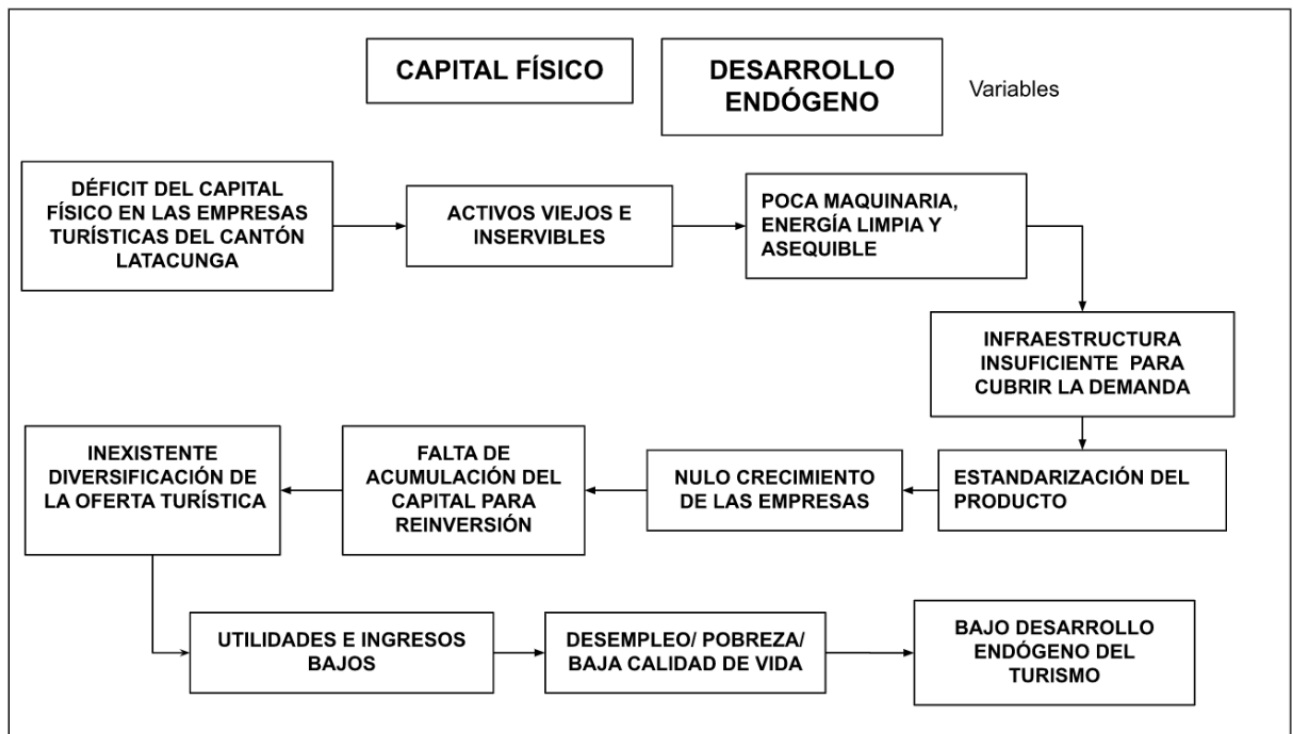 CAPITAL FÍSICO
DESARROLLO
ENDÓGENO
Variables
DÉFICIT DEL CAPITAL
FÍSICO EN LAS EMPRESAS
TURÍSTICAS DEL CANTÓN
LATACUNGA
ACTIVOS VIEJOS E
INSERVIBLES
POCA MAQUINARIA,
ENERGÍA LIMPIA Y
ASEQUIBLE
INFRAESTRUCTURA
INSUFICIENTE PARA
CUBRIR LA DEMANDA
ESTANDARIZACIÓN DEL
PRODUCTO
NULO CRECIMIENTO
DE LAS EMPRESAS
FALTA DE
ACUMULACIÓN DEL
CAPITAL PARA
REINVERSIÓN
INEXISTENTE
DIVERSIFICACIÓN DE
LA OFERTA TURÍSTICA
UTILIDADES E INGRESOS
BAJOS
DESEMPLEO/ POBREZA/
BAJA CALIDAD DE VIDA
BAJO DESARROLLO
ENDÓGENO DEL
TURISMO